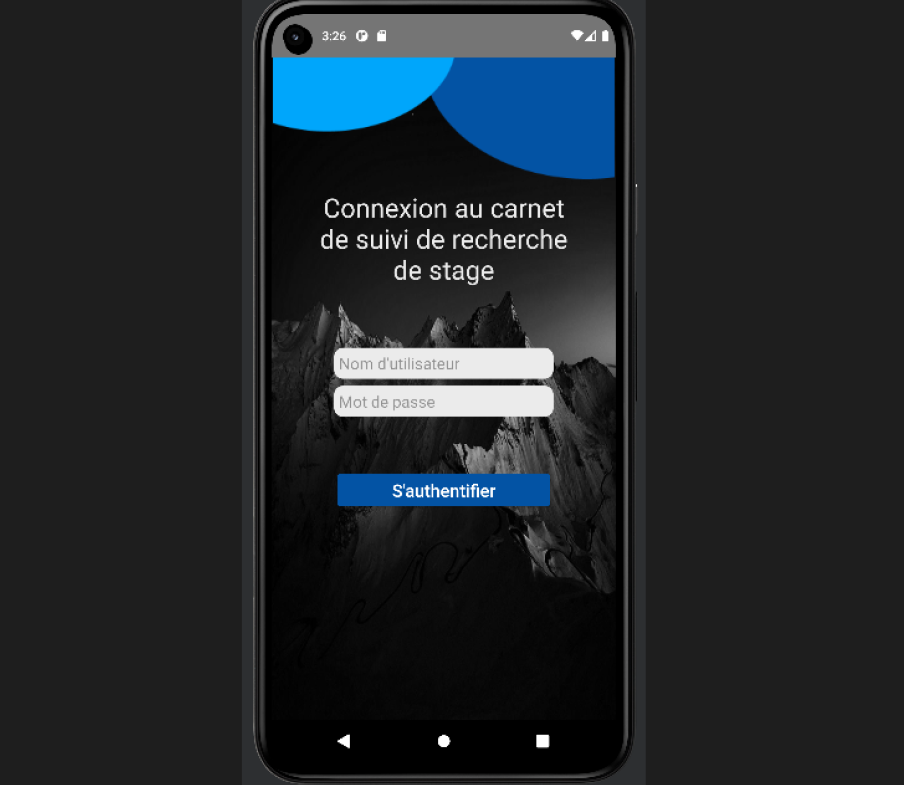 3:26
Connexion au carnet
de suivi de recherche
de stage
Nom d'utilisateur
Mot de passe
S'authentifier